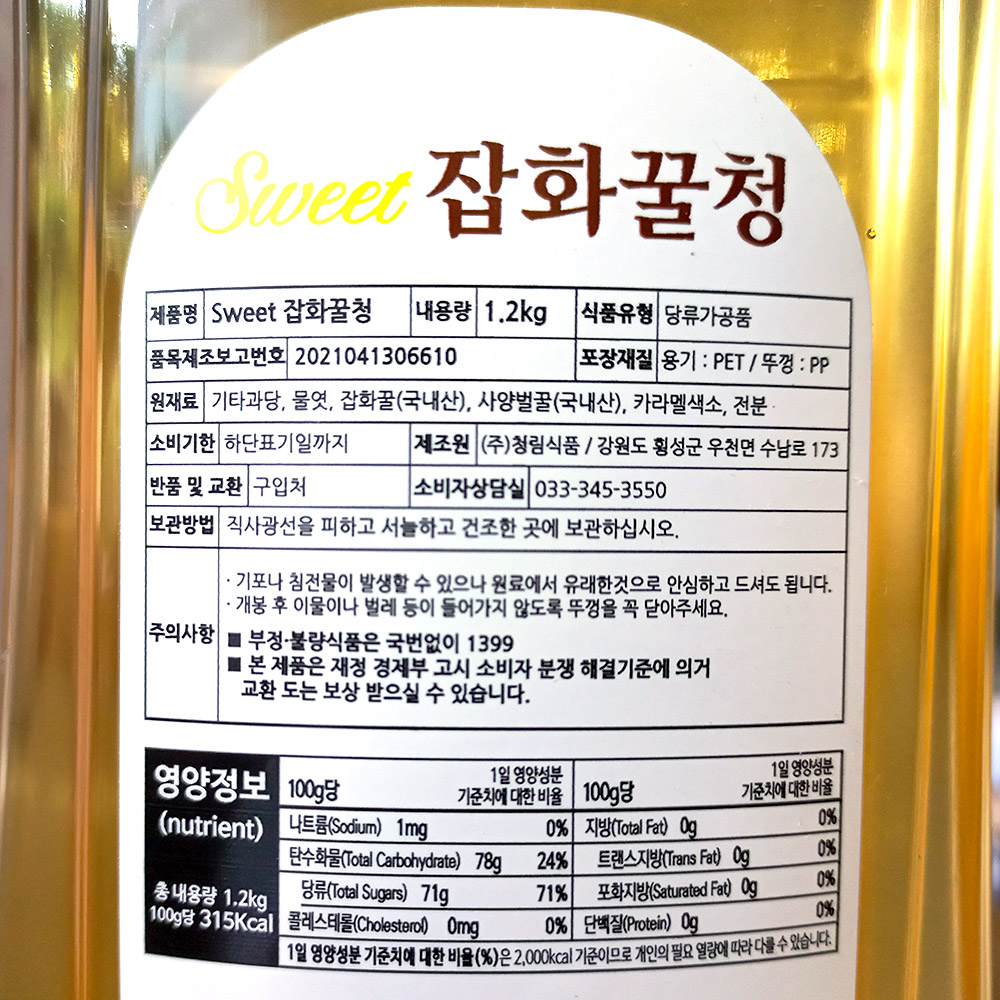 Sweet 잡화꿀청
제품명 Sweet 잡화꿀청 내용량 1.2kg 식품유형 당류가공품
품목제조보고번호 2021041306610 포장재질 용기 : PET / 뚜껑 : PP
원재료 기타과당, 물엿, 잡화꿀(국내산), 사양벌꿀(국내산), 카라멜색소, 전분
소비기한 하단표기일까지 제조원 (주)청림식품 / 강원도 횡성군 우천면 수남로 173
반품 및 교환 구입처 소비자상담실 033-345-3550
보관방법 직사광선을 피하고 서늘하고 건조한 곳에 보관하십시오.
주의사항
· 기포나 침전물이 발생할 수 있으나 원료에서 유래한것으로 안심하고 드셔도 됩니다.
· 개봉 후 이물이나 벌레 등이 들어가지 않도록 뚜껑을 꼭 닫아주세요.
■ 부정·불량식품은 국번없이 1399
■ 본 제품은 재정 경제부 고시 소비자 분쟁 해결기준에 의거
교환 또는 보상 받으실 수 있습니다.
영양정보
(nutrient)
총 내용량 1.2kg
100g당 315Kcal
100g당 1일 영양성분 기준치에 대한 비율 100g당 1일 영양성분 기준치에 대한 비율
나트륨(Sodium) 1mg 0% 지방(Total Fat) 0g 0%
탄수화물(Total Carbohydrate) 78g 24% 트랜스지방(Trans Fat) 0g 0%
당류(Total Sugars) 71g 71% 포화지방(Saturated Fat) 0g 0%
콜레스테롤(Cholesterol) 0mg 0% 단백질(Protein) 0g 0%
1일 영양성분 기준치에 대한 비율(%)은 2,000kcal 기준이므로 개인의 필요 열량에 따라 다를 수 있습니다.